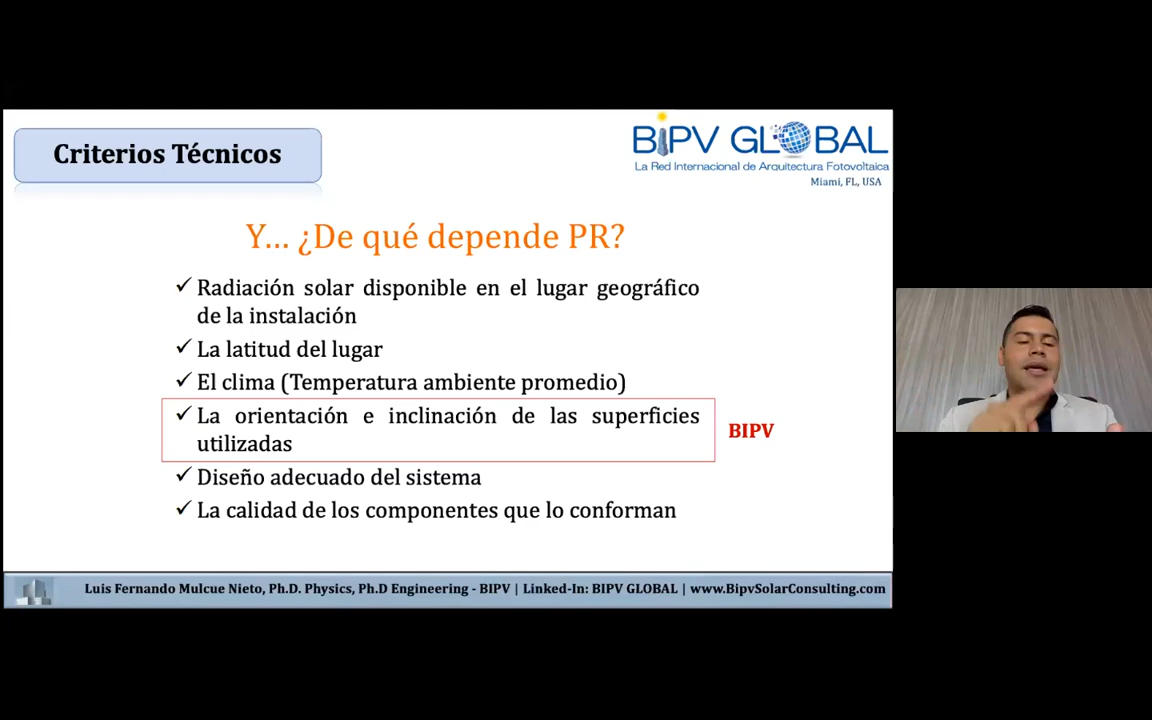 Criterios Técnicos
BIPV GLOBAL
La Red Internacional de Arquitectura Fotovoltaica
Miami, FL, USA
Y... ¿De qué depende PR?
✓ Radiación solar disponible en el lugar geográfico
de la instalación
✓ La latitud del lugar
✓ El clima (Temperatura ambiente promedio)
✓ La orientación e inclinación de las superficies
utilizadas
BIPV
✓ Diseño adecuado del sistema
✓ La calidad de los componentes que lo conforman
Luis Fernando Mulcue Nieto, Ph.D. Physics, Ph.D Engineering - BIPV | Linked-In: BIPV GLOBAL | www.BipvSolarConsulting.com